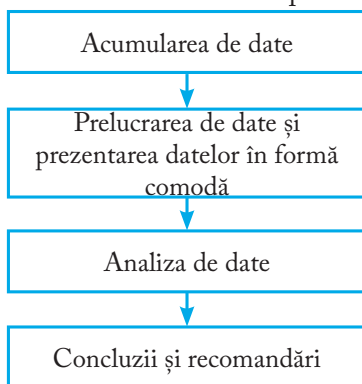 Acumularea de date
Prelucrarea de date și
prezentarea datelor în formă
comodă
Analiza de date
Concluzii și recomandări